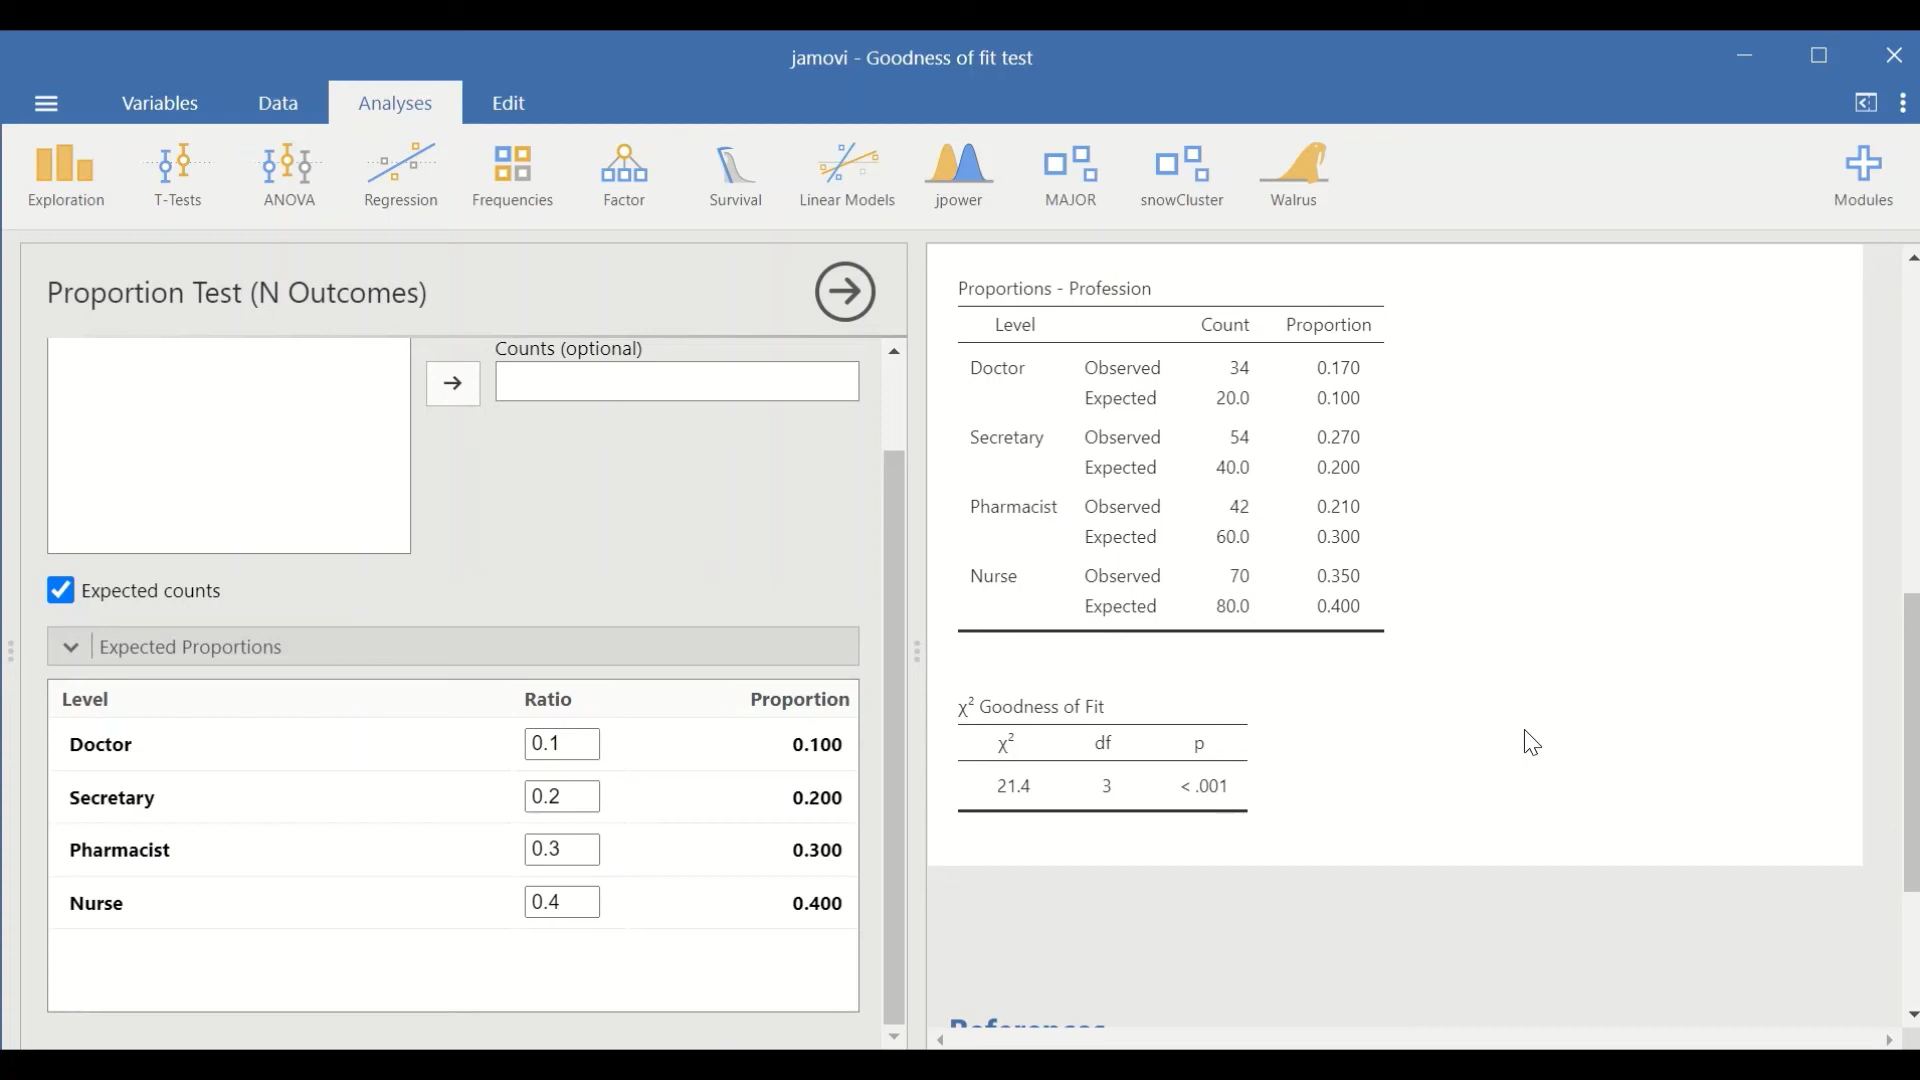 jamovi - Goodness of fit test
Variables Data Analyses Edit
Exploration T-Tests ANOVA Regression Frequencies Factor Survival Linear Models jpower MAJOR snowCluster Walrus Modules
Proportion Test (N Outcomes)
Counts (optional)
Expected counts
Expected Proportions
Level Ratio Proportion
Doctor 0.1 0.100
Secretary 0.2 0.200
Pharmacist 0.3 0.300
Nurse 0.4 0.400
Proportions - Profession
Level Count Proportion
Doctor Observed 34 0.170
Expected 20.0 0.100
Secretary Observed 54 0.270
Expected 40.0 0.200
Pharmacist Observed 42 0.210
Expected 60.0 0.300
Nurse Observed 70 0.350
Expected 80.0 0.400
χ² Goodness of Fit
χ² df p
21.4 3 < .001
References